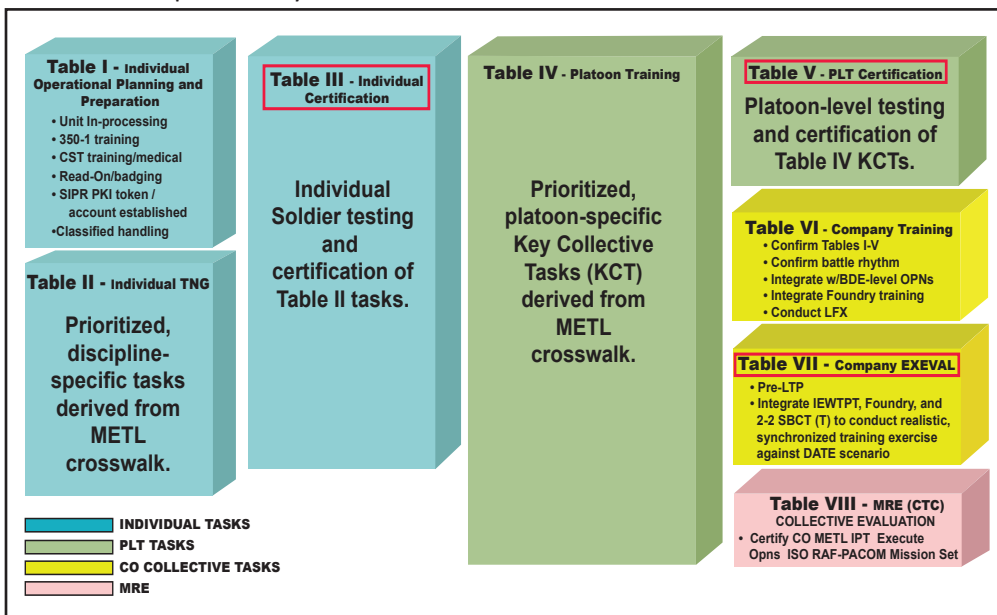 Table I - Individual
Operational Planning and
Preparation
• Unit In-processing
• 350-1 training
• CST training/medical
• Read-On/badging
• SIPR PKI token /
account established
•Classified handling
Table II - Individual TNG
Prioritized,
discipline-
specific tasks
derived from
METL
crosswalk.
Table III - Individual
Certification
Individual
Soldier testing
and
certification of
Table II tasks.
Table IV - Platoon Training
Prioritized,
platoon-specific
Key Collective
Tasks (KCT)
derived from
METL
crosswalk.
Table V - PLT Certification
Platoon-level testing
and certification of
Table IV KCTs.
Table VI - Company Training
• Confirm Tables I-V
• Confirm battle rhythm
• Integrate w/BDE-level OPNs
• Integrate Foundry training
• Conduct LFX
Table VII - Company EXEVAL
• Pre-LTP
• Integrate IEWTPT, Foundry, and
2-2 SBCT (T) to conduct realistic,
synchronized training exercise
against DATE scenario
Table VIII - MRE (CTC)
COLLECTIVE EVALUATION
• Certify CO METL IPT Execute
Opns ISO RAF-PACOM Mission Set
INDIVIDUAL TASKS
PLT TASKS
CO COLLECTIVE TASKS
MRE